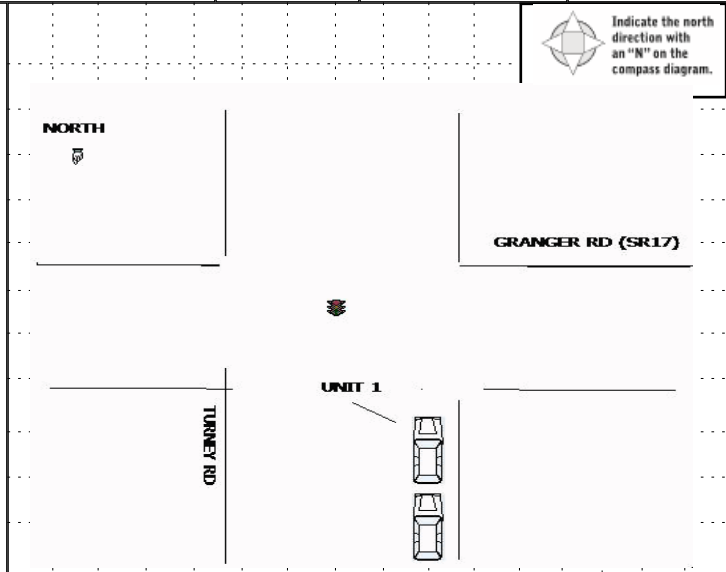 Indicate the north
direction with
an “N” on the
compass diagram.
NORTH
GRANGER RD (SR17)
UNIT 1
TURNEY RD